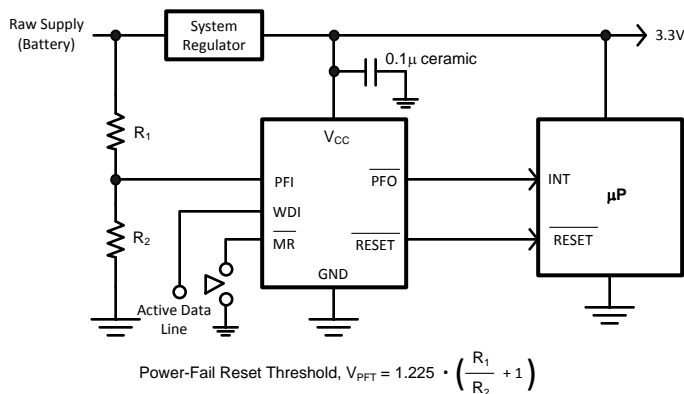 Raw Supply
(Battery)
System
Regulator
3.3V
0.1µ ceramic
R1
R2
VCC
PFI
WDI
MR
PFO
RESET
GND
INT
µP
RESET
Active Data
Line
Power-Fail Reset Threshold, VPFT = 1.225 • (R1/R2 + 1)